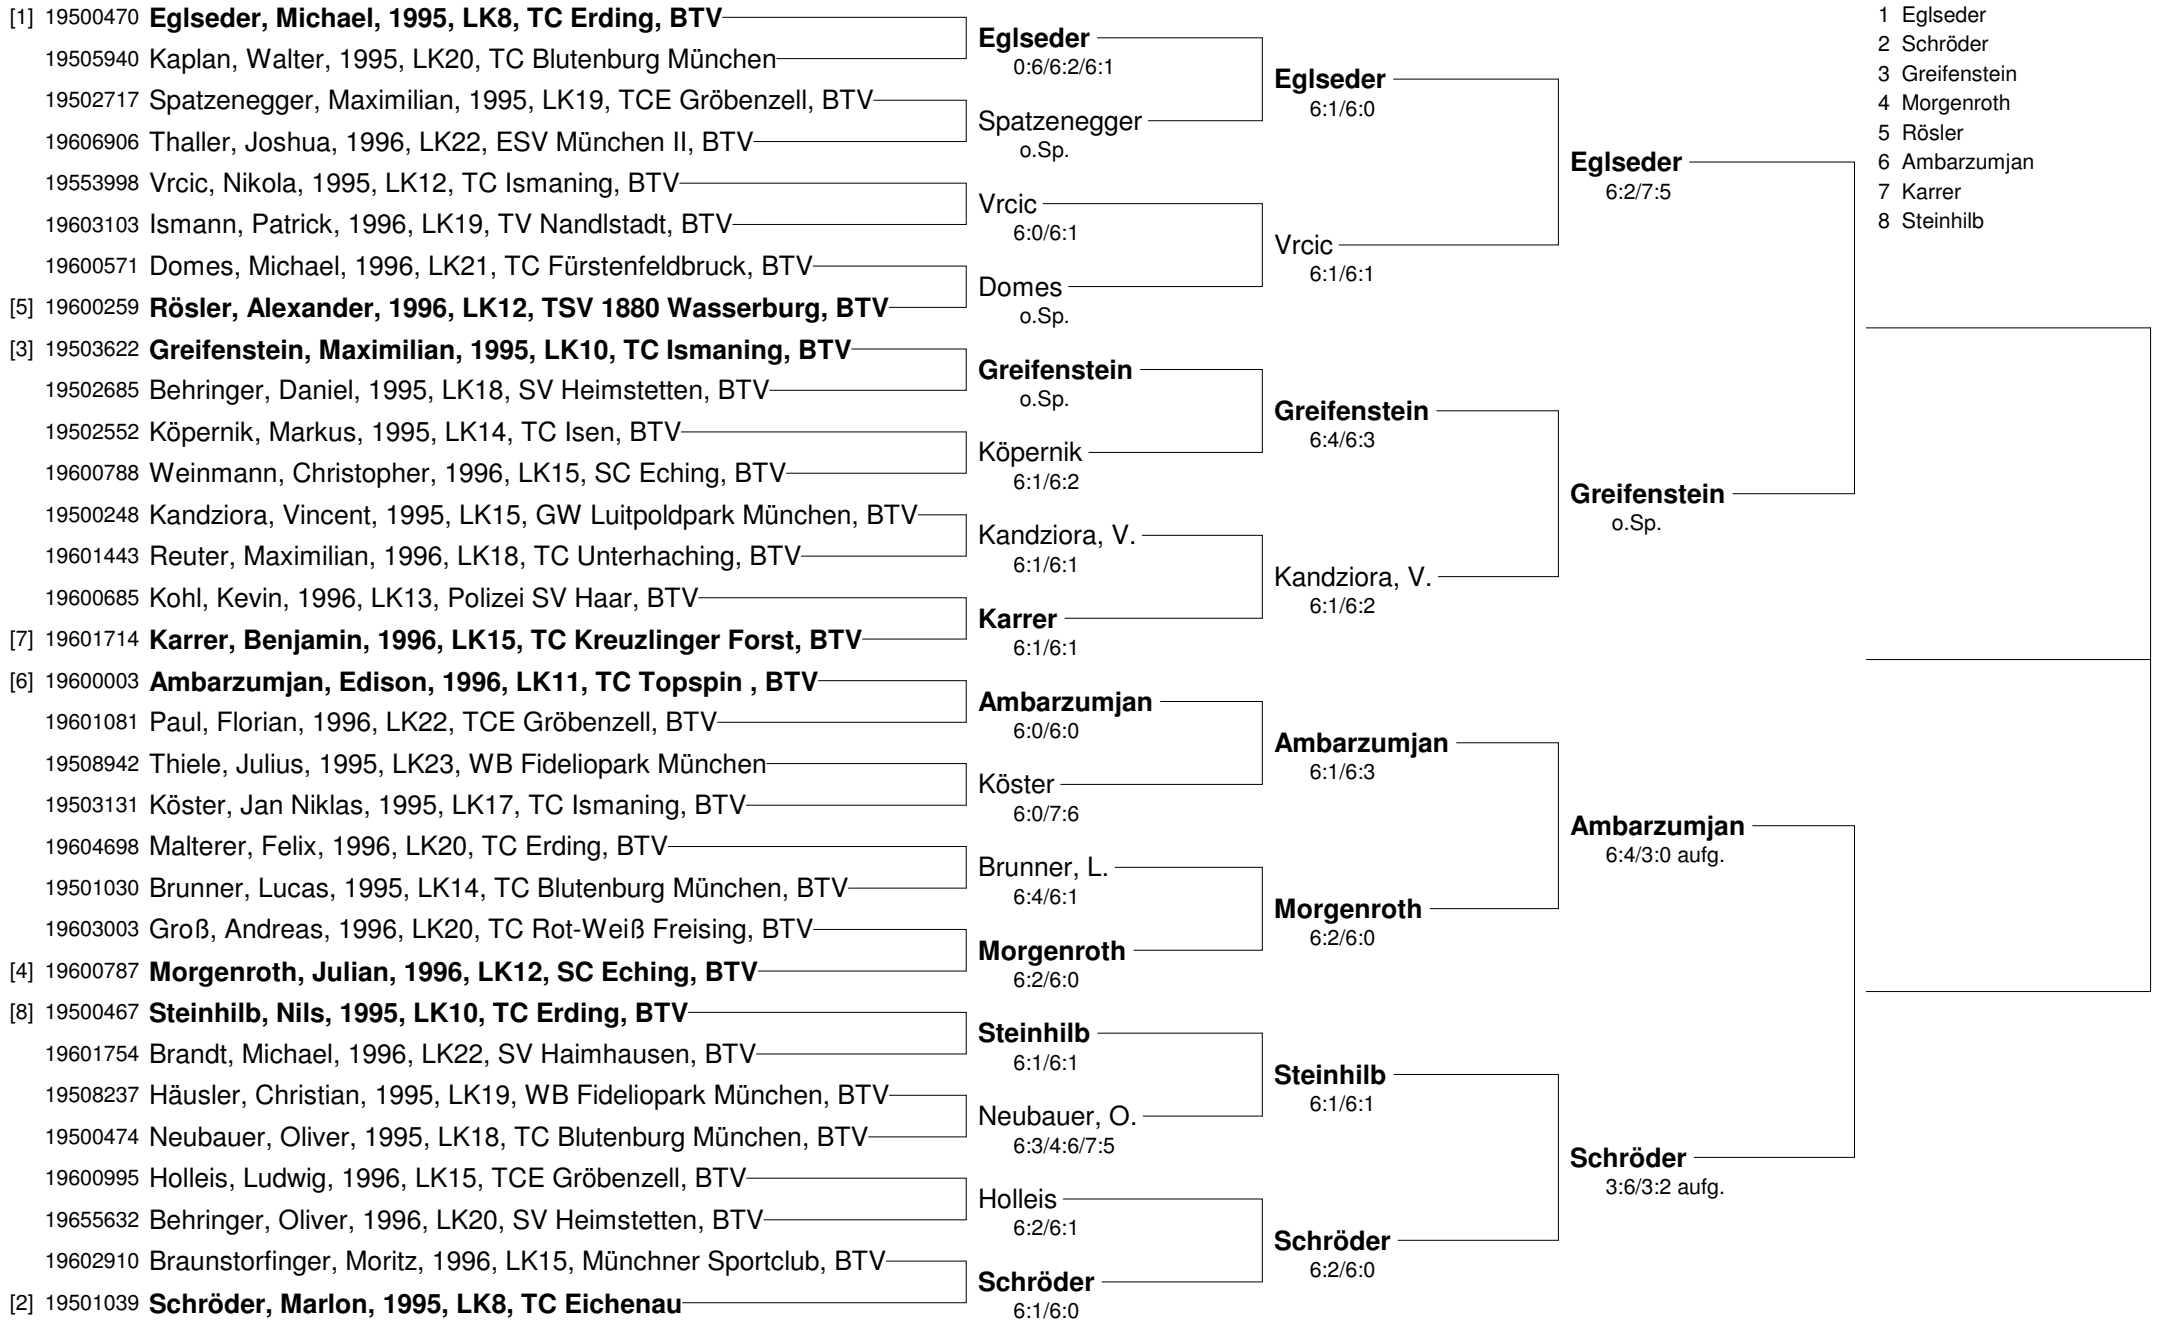 [1] 19500470 Eglseder, Michael, 1995, LK8, TC Erding, BTV
19505940 Kaplan, Walter, 1995, LK20, TC Blutenburg München
19502717 Spatzenegger, Maximilian, 1995, LK19, TCE Gröbenzell, BTV
19606906 Thaller, Joshua, 1996, LK22, ESV München II, BTV
19553998 Vrcic, Nikola, 1995, LK12, TC Ismaning, BTV
19603103 Ismann, Patrick, 1996, LK19, TV Nandlstadt, BTV
19600571 Domes, Michael, 1996, LK21, TC Fürstenfeldbruck, BTV
[5] 19600259 Rösler, Alexander, 1996, LK12, TSV 1880 Wasserburg, BTV
[3] 19503622 Greifenstein, Maximilian, 1995, LK10, TC Ismaning, BTV
19502685 Behringer, Daniel, 1995, LK18, SV Heimstetten, BTV
19502552 Köpernik, Markus, 1995, LK14, TC Isen, BTV
19600788 Weinmann, Christopher, 1996, LK15, SC Eching, BTV
19500248 Kandziora, Vincent, 1995, LK15, GW Luitpoldpark München, BTV
19601443 Reuter, Maximilian, 1996, LK18, TC Unterhaching, BTV
19600685 Kohl, Kevin, 1996, LK13, Polizei SV Haar, BTV
[7] 19601714 Karrer, Benjamin, 1996, LK15, TC Kreuzlinger Forst, BTV
[6] 19600003 Ambarzumjan, Edison, 1996, LK11, TC Topspin , BTV
19601081 Paul, Florian, 1996, LK22, TCE Gröbenzell, BTV
19508942 Thiele, Julius, 1995, LK23, WB Fideliopark München
19503131 Köster, Jan Niklas, 1995, LK17, TC Ismaning, BTV
19604698 Malterer, Felix, 1996, LK20, TC Erding, BTV
19501030 Brunner, Lucas, 1995, LK14, TC Blutenburg München, BTV
19603003 Groß, Andreas, 1996, LK20, TC Rot-Weiß Freising, BTV
[4] 19600787 Morgenroth, Julian, 1996, LK12, SC Eching, BTV
[8] 19500467 Steinhilb, Nils, 1995, LK10, TC Erding, BTV
19601754 Brandt, Michael, 1996, LK22, SV Haimhausen, BTV
19508237 Häusler, Christian, 1995, LK19, WB Fideliopark München, BTV
19500474 Neubauer, Oliver, 1995, LK18, TC Blutenburg München, BTV
19600995 Holleis, Ludwig, 1996, LK15, TCE Gröbenzell, BTV
19655632 Behringer, Oliver, 1996, LK20, SV Heimstetten, BTV
19602910 Braunstorfinger, Moritz, 1996, LK15, Münchner Sportclub, BTV
[2] 19501039 Schröder, Marlon, 1995, LK8, TC Eichenau
Eglseder
0:6/6:2/6:1
Spatzenegger
o.Sp.
Vrcic
6:0/6:1
Domes
o.Sp.
Greifenstein
o.Sp.
Köpernik
6:1/6:2
Kandziora, V.
6:1/6:1
Karrer
6:1/6:1
Ambarzumjan
6:0/6:0
Köster
6:0/7:6
Brunner, L.
6:4/6:1
Morgenroth
6:2/6:0
Steinhilb
6:1/6:1
Neubauer, O.
6:3/4:6/7:5
Holleis
6:2/6:1
Schröder
6:1/6:0
Eglseder
6:1/6:0
Vrcic
6:1/6:1
Greifenstein
6:4/6:3
Kandziora, V.
6:1/6:2
Ambarzumjan
6:1/6:3
Morgenroth
6:2/6:0
Steinhilb
6:1/6:1
Schröder
6:2/6:0
Eglseder
6:2/7:5
Greifenstein
o.Sp.
Ambarzumjan
6:4/3:0 aufg.
Schröder
3:6/3:2 aufg.
1 Eglseder
2 Schröder
3 Greifenstein
4 Morgenroth
5 Rösler
6 Ambarzumjan
7 Karrer
8 Steinhilb